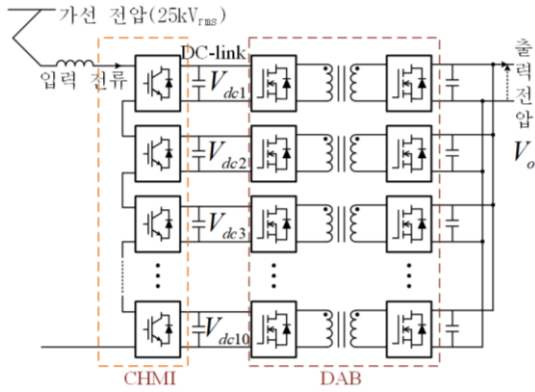 가선 전압(25kVrms)
입력 전류
DC-link
Vdc1
Vdc2
Vdc3
Vdc10
출력 전압
Vo
CHMI
DAB